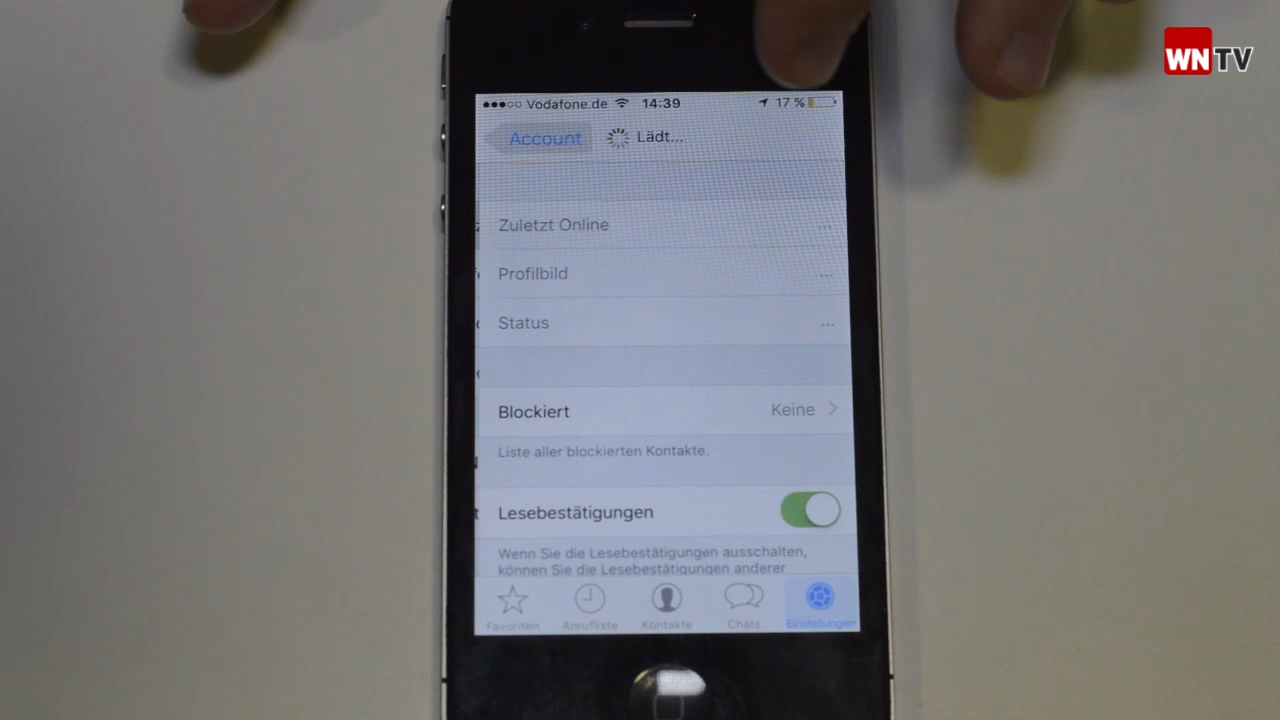 WNTV
Vodafone.de 14:39 17 %
Account Lädt...
Zuletzt Online ...
Profilbild ...
Status ...
Blockiert Keine
Liste aller blockierten Kontakte.
Lesebestätigungen
Wenn Sie die Lesebestätigungen ausschalten,
können Sie die Lesebestätigungen anderer
Favoriten Anrufliste Kontakte Chats Einstellungen